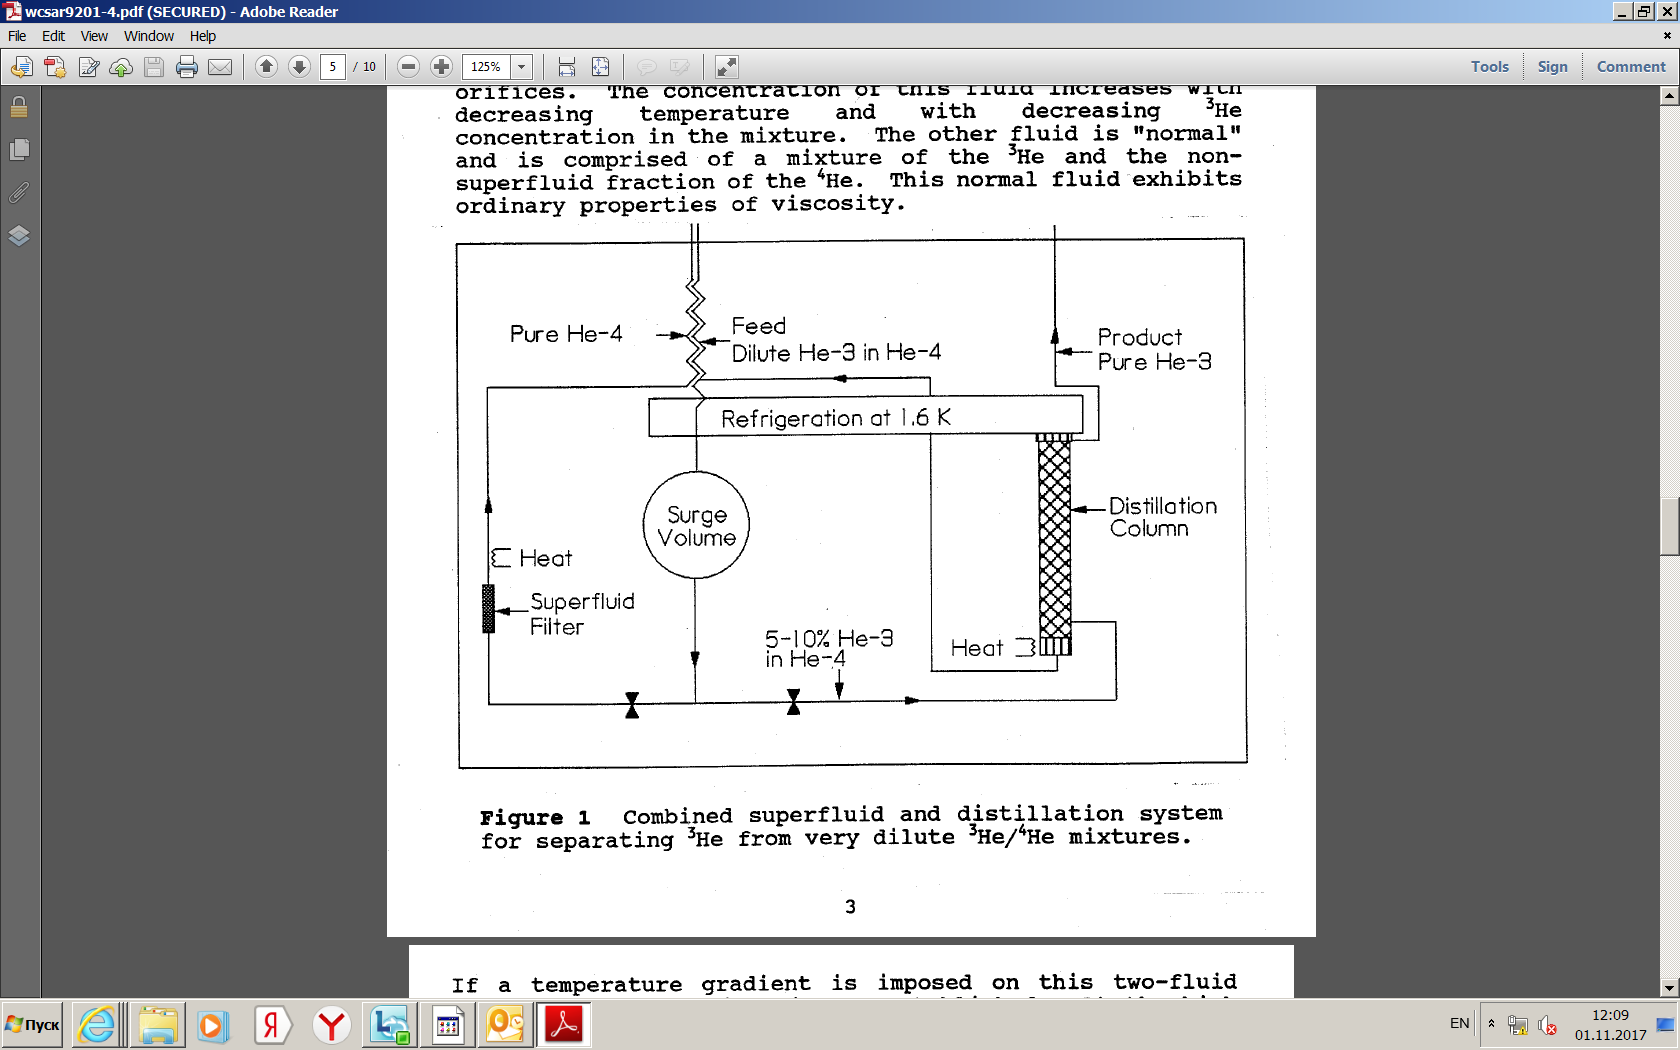 wcsar9201-4.pdf (SECURED) - Adobe Reader
File Edit View Window Help
5 / 10 125% Tools Sign Comment
orifices. The concentration of this fluid increases with
decreasing temperature and with decreasing ³He
concentration in the mixture. The other fluid is "normal"
and is comprised of a mixture of the ³He and the non-
superfluid fraction of the ⁴He. This normal fluid exhibits
ordinary properties of viscosity.
Pure He-4
Feed
Dilute He-3 in He-4
Product
Pure He-3
Refrigeration at 1.6 K
Surge
Volume
Distillation
Column
Heat
Superfluid
Filter
5-10% He-3
in He-4
Heat
Figure 1 Combined superfluid and distillation system
for separating ³He from very dilute ³He/⁴He mixtures.
3
If a temperature gradient is imposed on this two-fluid
Пуск
EN
12:09
01.11.2017